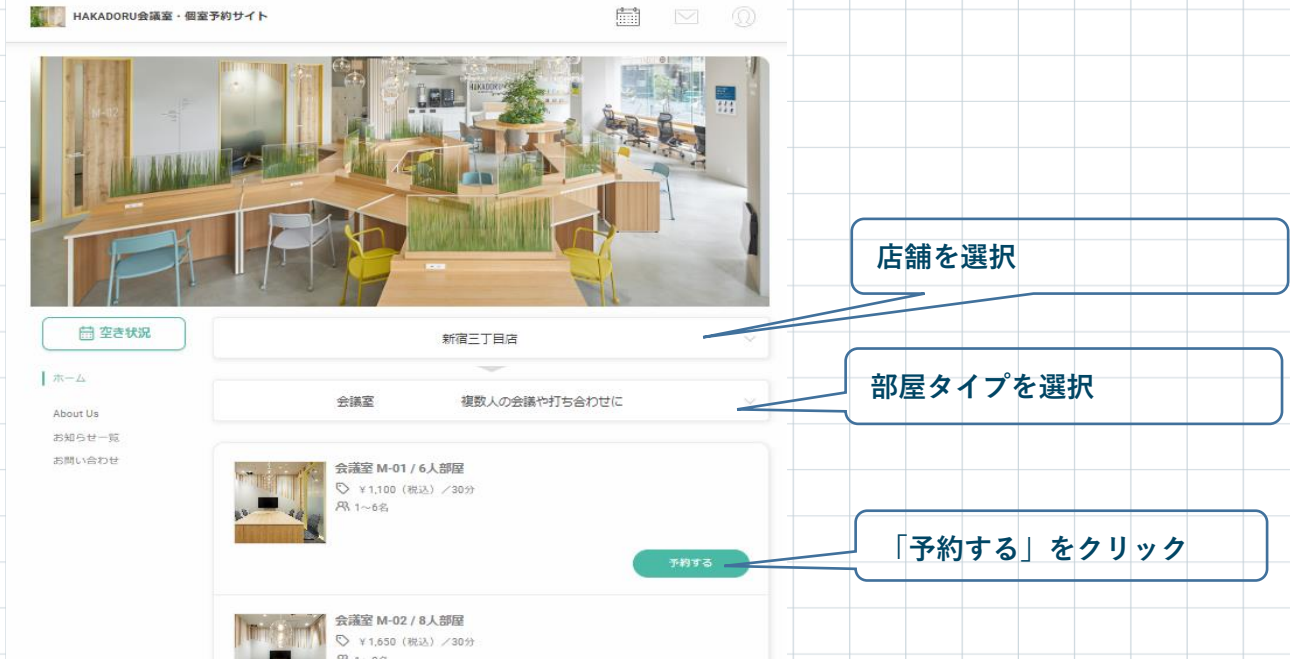 HAKADORU会議室・個室予約サイト
M-02
HAKADORU
空き状況
新宿三丁目店
店舗を選択
ホーム
会議室 複数人の会議や打ち合わせに
部屋タイプを選択
About Us
お知らせ一覧
お問い合わせ
会議室 M-01 / 6人部屋
¥1,100（税込）／30分
1～6名
予約する
「予約する」をクリック
会議室 M-02 / 8人部屋
¥1,650（税込）／30分